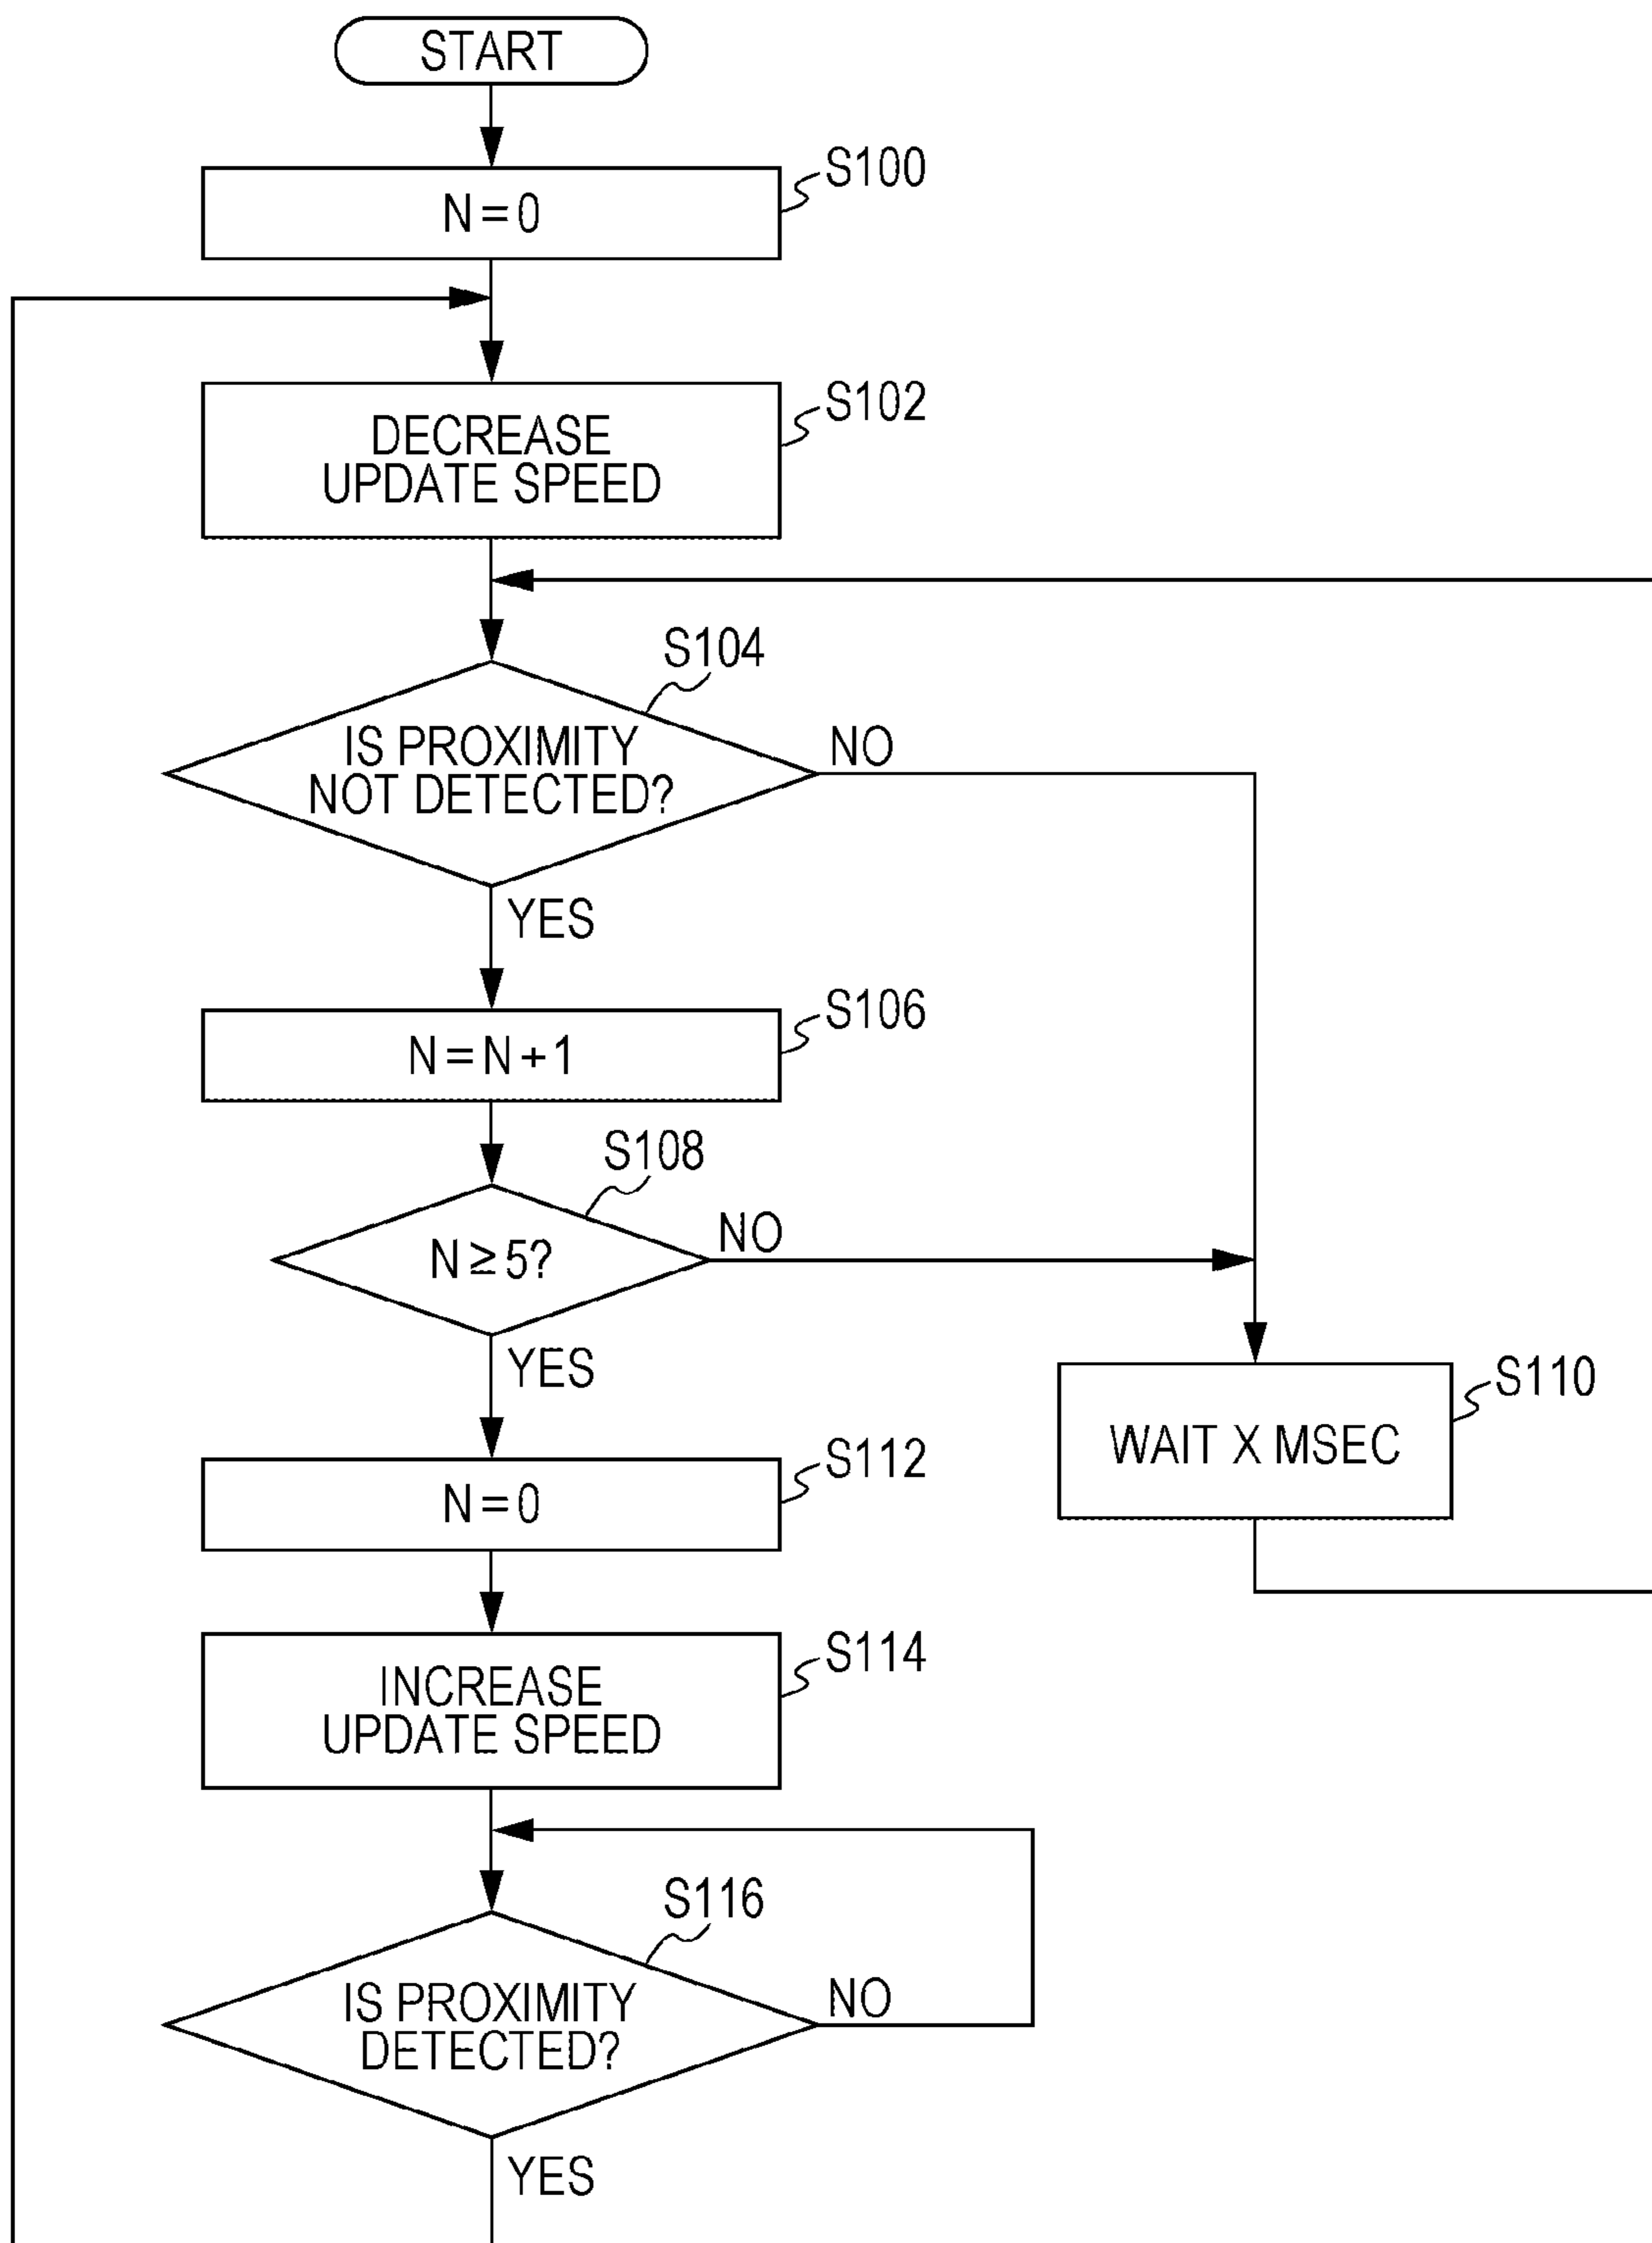 START
S100
N=0
S102
DECREASE
UPDATE SPEED
S104
IS PROXIMITY
NOT DETECTED?
NO
YES
S106
N=N+1
S108
N≥5?
NO
YES
S110
WAIT X MSEC
S112
N=0
S114
INCREASE
UPDATE SPEED
S116
IS PROXIMITY
DETECTED?
NO
YES